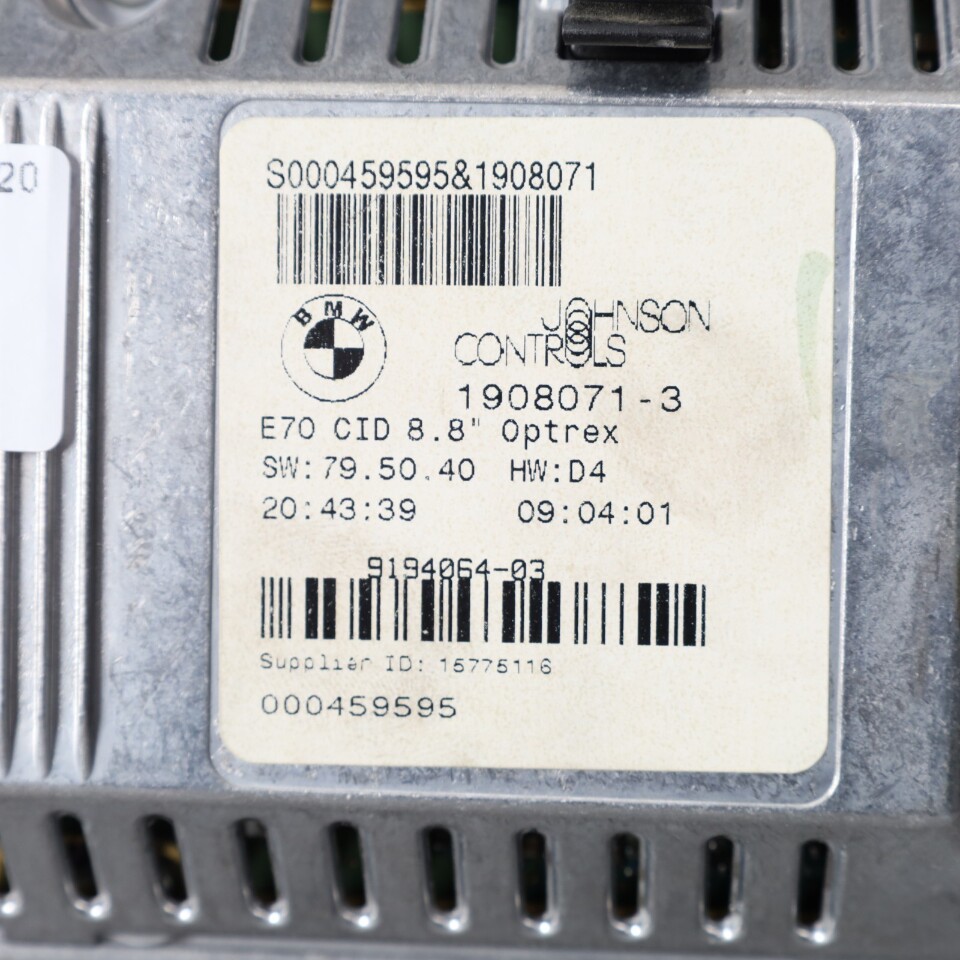 20
S000459595&1908071
BMW
JOHNSON
CONTROLS
1908071-3
E70 CID 8.8" Optrex
SW:79.50.40 HW:D4
20:43:39 09:04:01
9194064-03
Supplier ID: 15775116
000459595